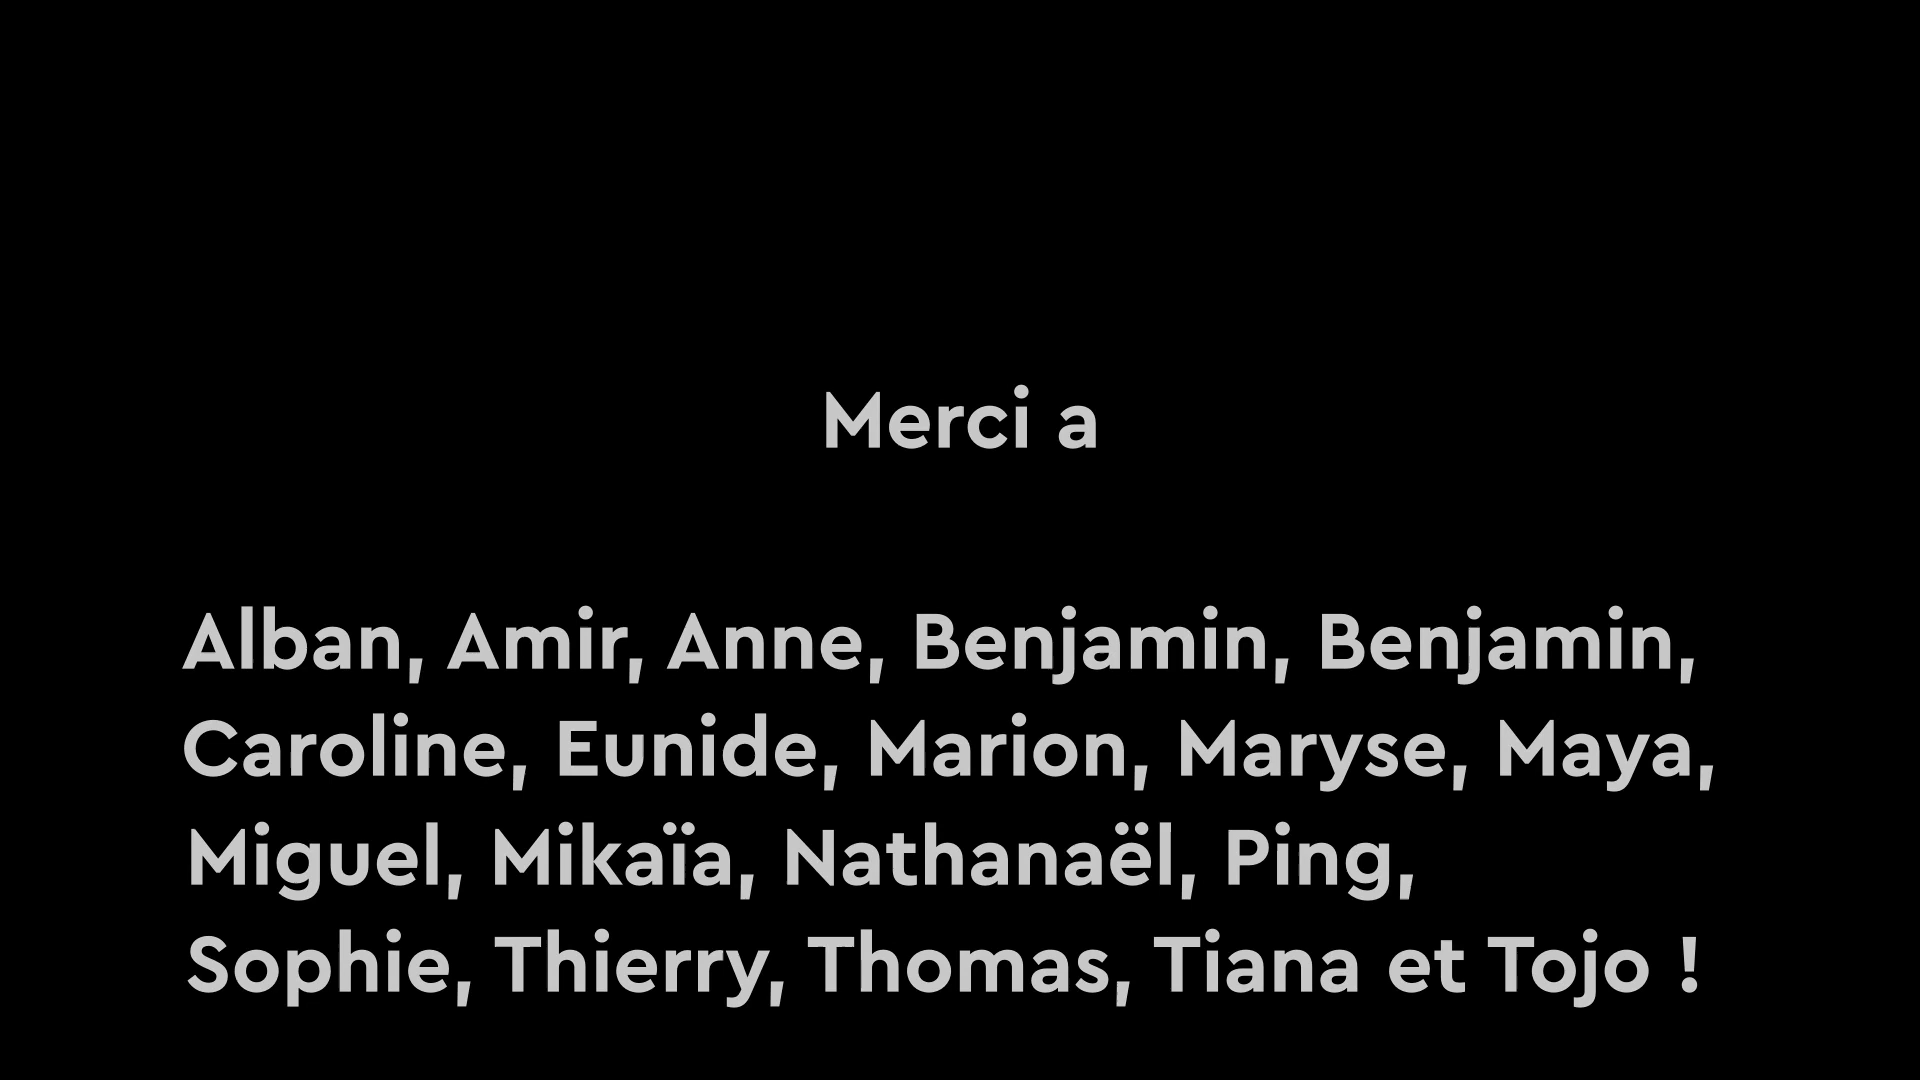 Merci a
Alban, Amir, Anne, Benjamin, Benjamin,
Caroline, Eunide, Marion, Maryse, Maya,
Miguel, Mikaïa, Nathanaël, Ping,
Sophie, Thierry, Thomas, Tiana et Tojo !